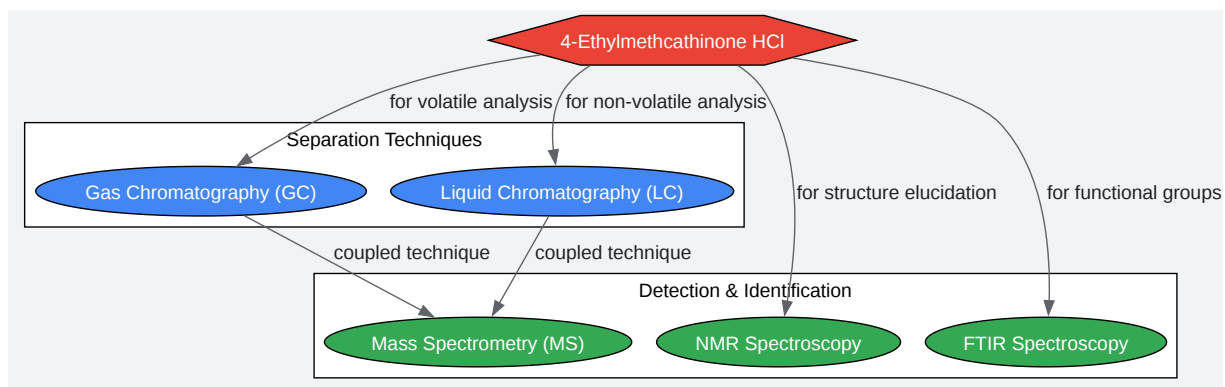 4-Ethylmethcathinone HCl
for volatile analysis
for non-volatile analysis
Separation Techniques
Gas Chromatography (GC)
Liquid Chromatography (LC)
for structure elucidation
for functional groups
coupled technique
coupled technique
Detection & Identification
Mass Spectrometry (MS)
NMR Spectroscopy
FTIR Spectroscopy